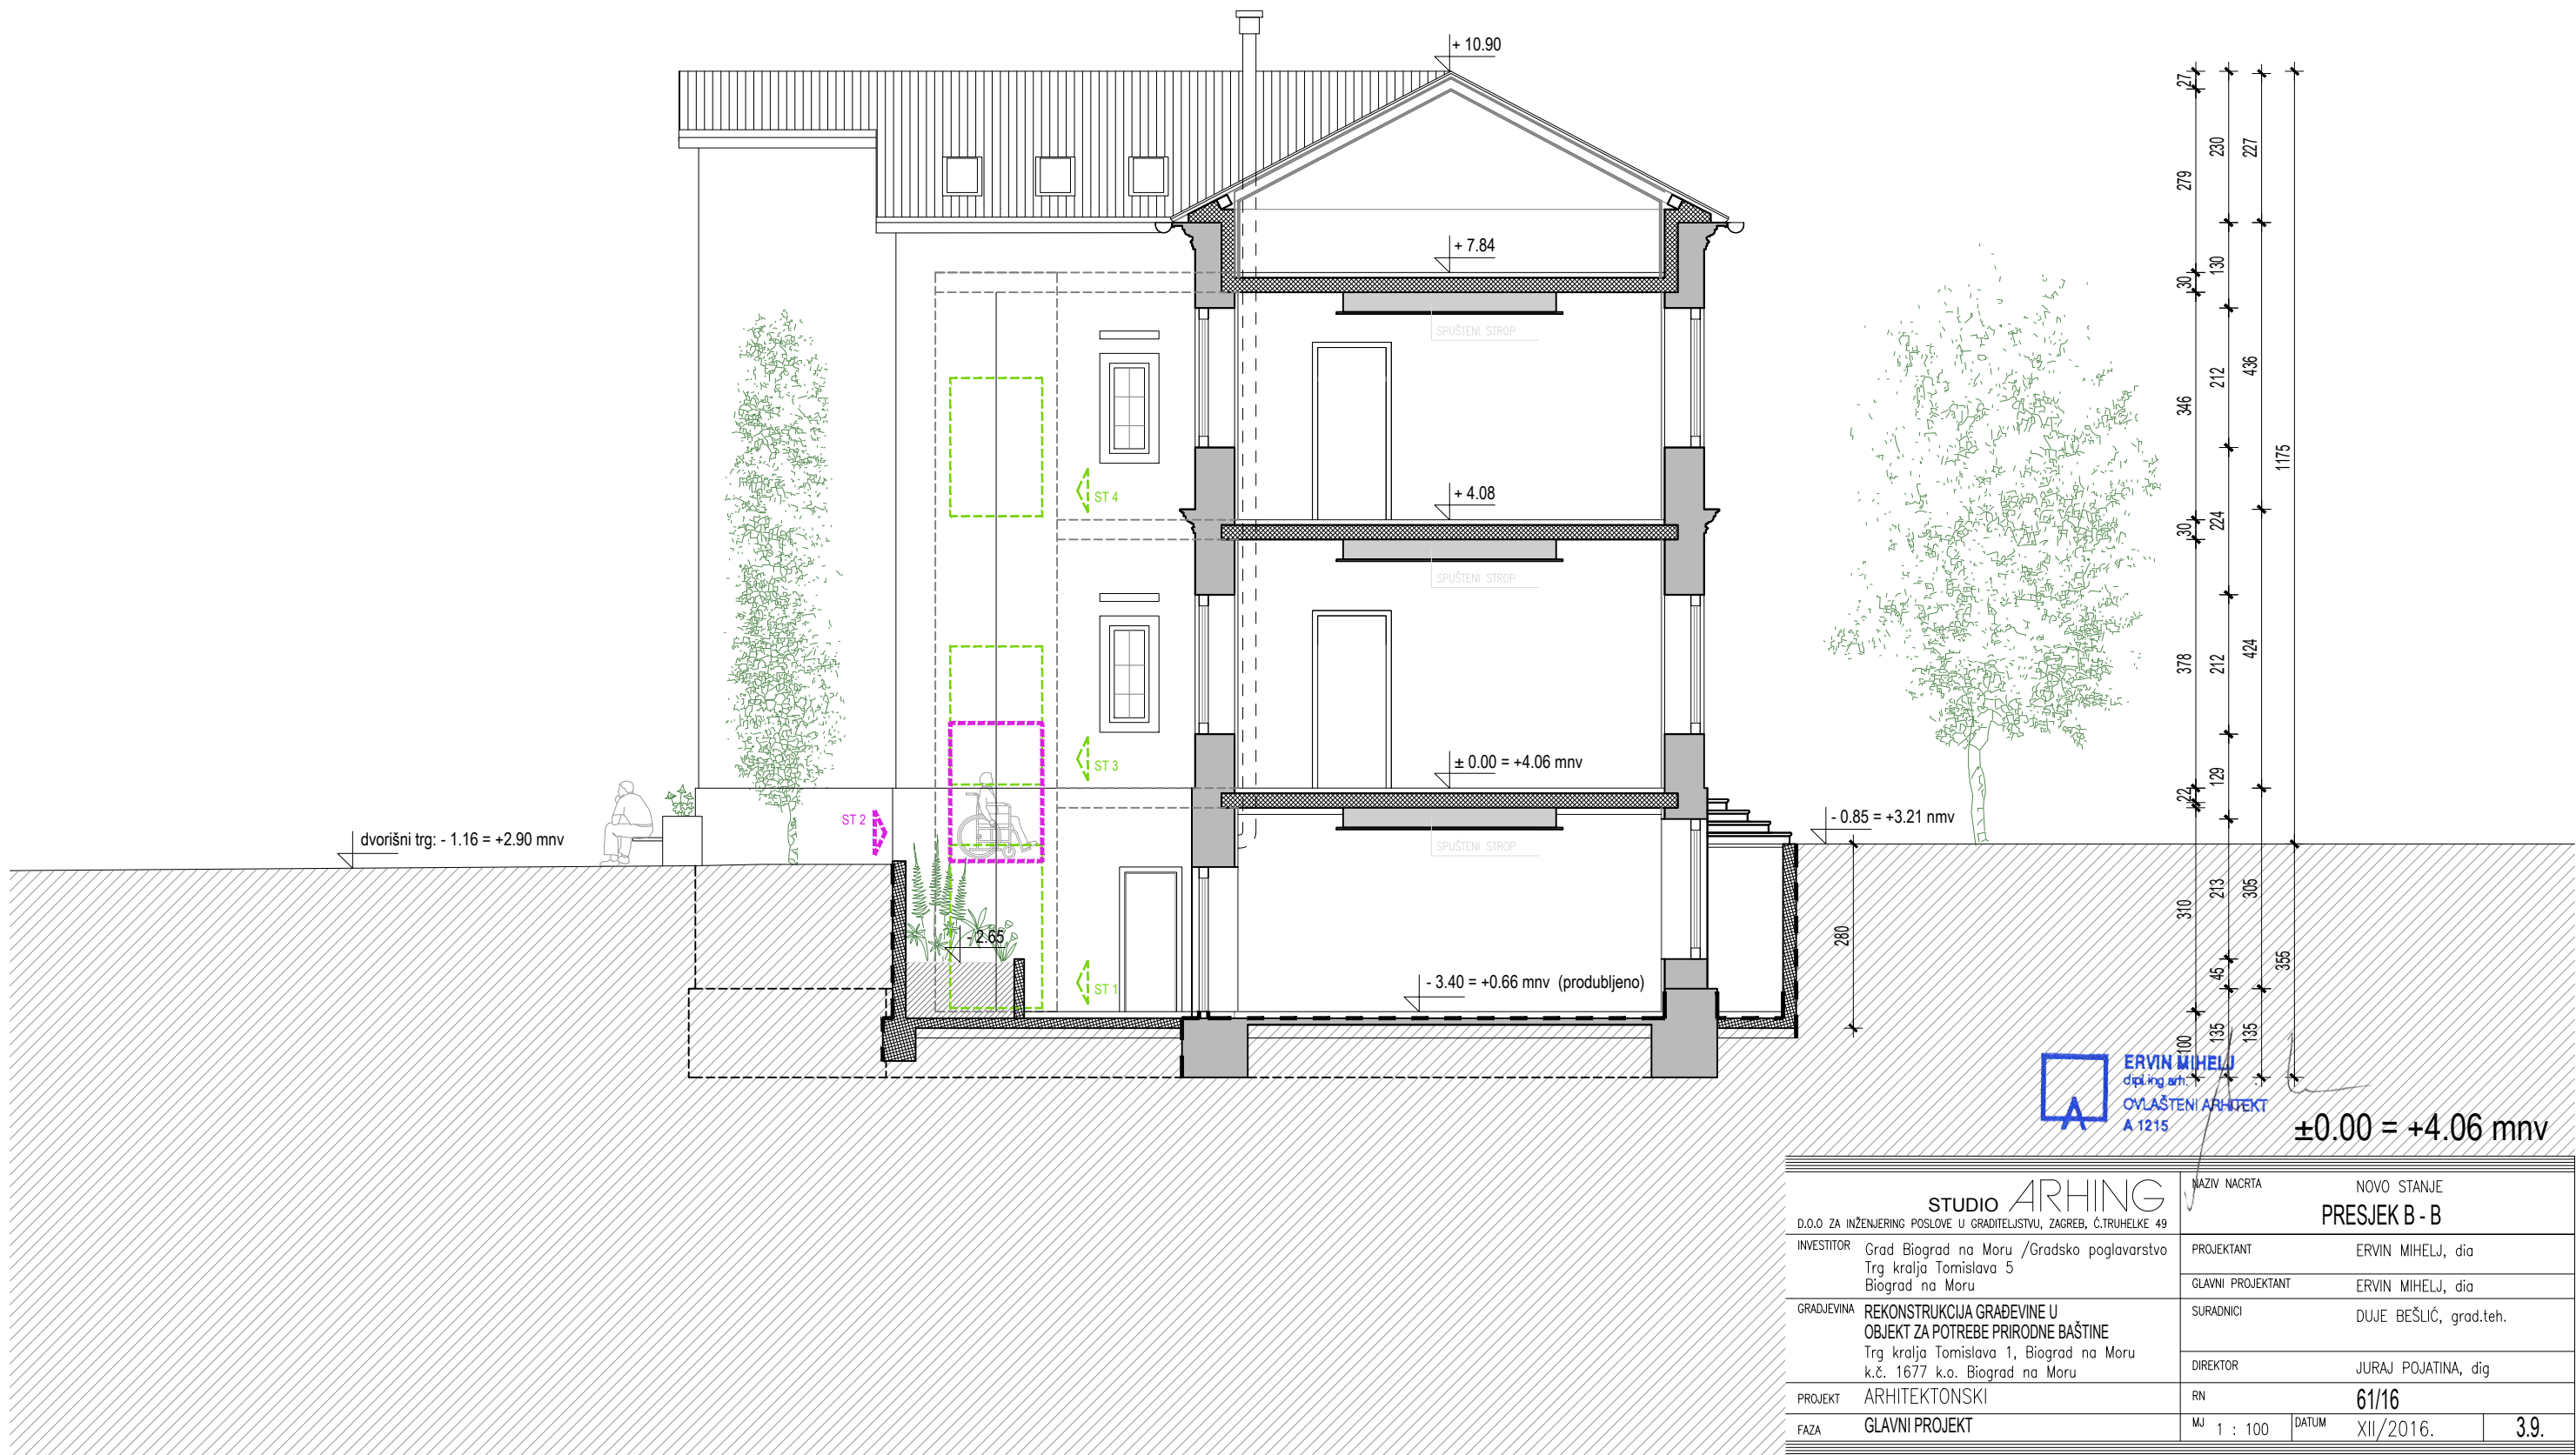 + 10.90
+ 7.84
SPUŠTENI STROP
ST 4
+ 4.08
SPUŠTENI STROP
ST 3
± 0.00 = +4.06 mnv
ST 2
- 0.85 = +3.21 nmv
dvorišni trg: - 1.16 = +2.90 mnv
SPUŠTENI STROP
- 2.65
ST 1
- 3.40 = +0.66 mnv (produbljeno)
280
27
279
30
346
30
378
22
310
100
230
130
212
224
212
129
213
45
135
227
436
424
305
135
1175
355
ERVIN MIHELJ
dipl.ing arh.
OVLAŠTENI ARHITEKT
A 1215
±0.00 = +4.06 mnv
STUDIO ARHING
D.O.O ZA INŽENJERING POSLOVE U GRADITELJSTVU, ZAGREB, Č.TRUHELKE 49
NAZIV NACRTA NOVO STANJE
PRESJEK B - B
INVESTITOR Grad Biograd na Moru /Gradsko poglavarstvo
Trg kralja Tomislava 5
Biograd na Moru
PROJEKTANT ERVIN MIHELJ, dia
GLAVNI PROJEKTANT ERVIN MIHELJ, dia
GRADJEVINA REKONSTRUKCIJA GRAĐEVINE U
OBJEKT ZA POTREBE PRIRODNE BAŠTINE
Trg kralja Tomislava 1, Biograd na Moru
k.č. 1677 k.o. Biograd na Moru
SURADNICI DUJE BEŠLIĆ, grad.teh.
DIREKTOR JURAJ POJATINA, dig
PROJEKT ARHITEKTONSKI
RN 61/16
FAZA GLAVNI PROJEKT
MJ 1 : 100 DATUM XII/2016. 3.9.